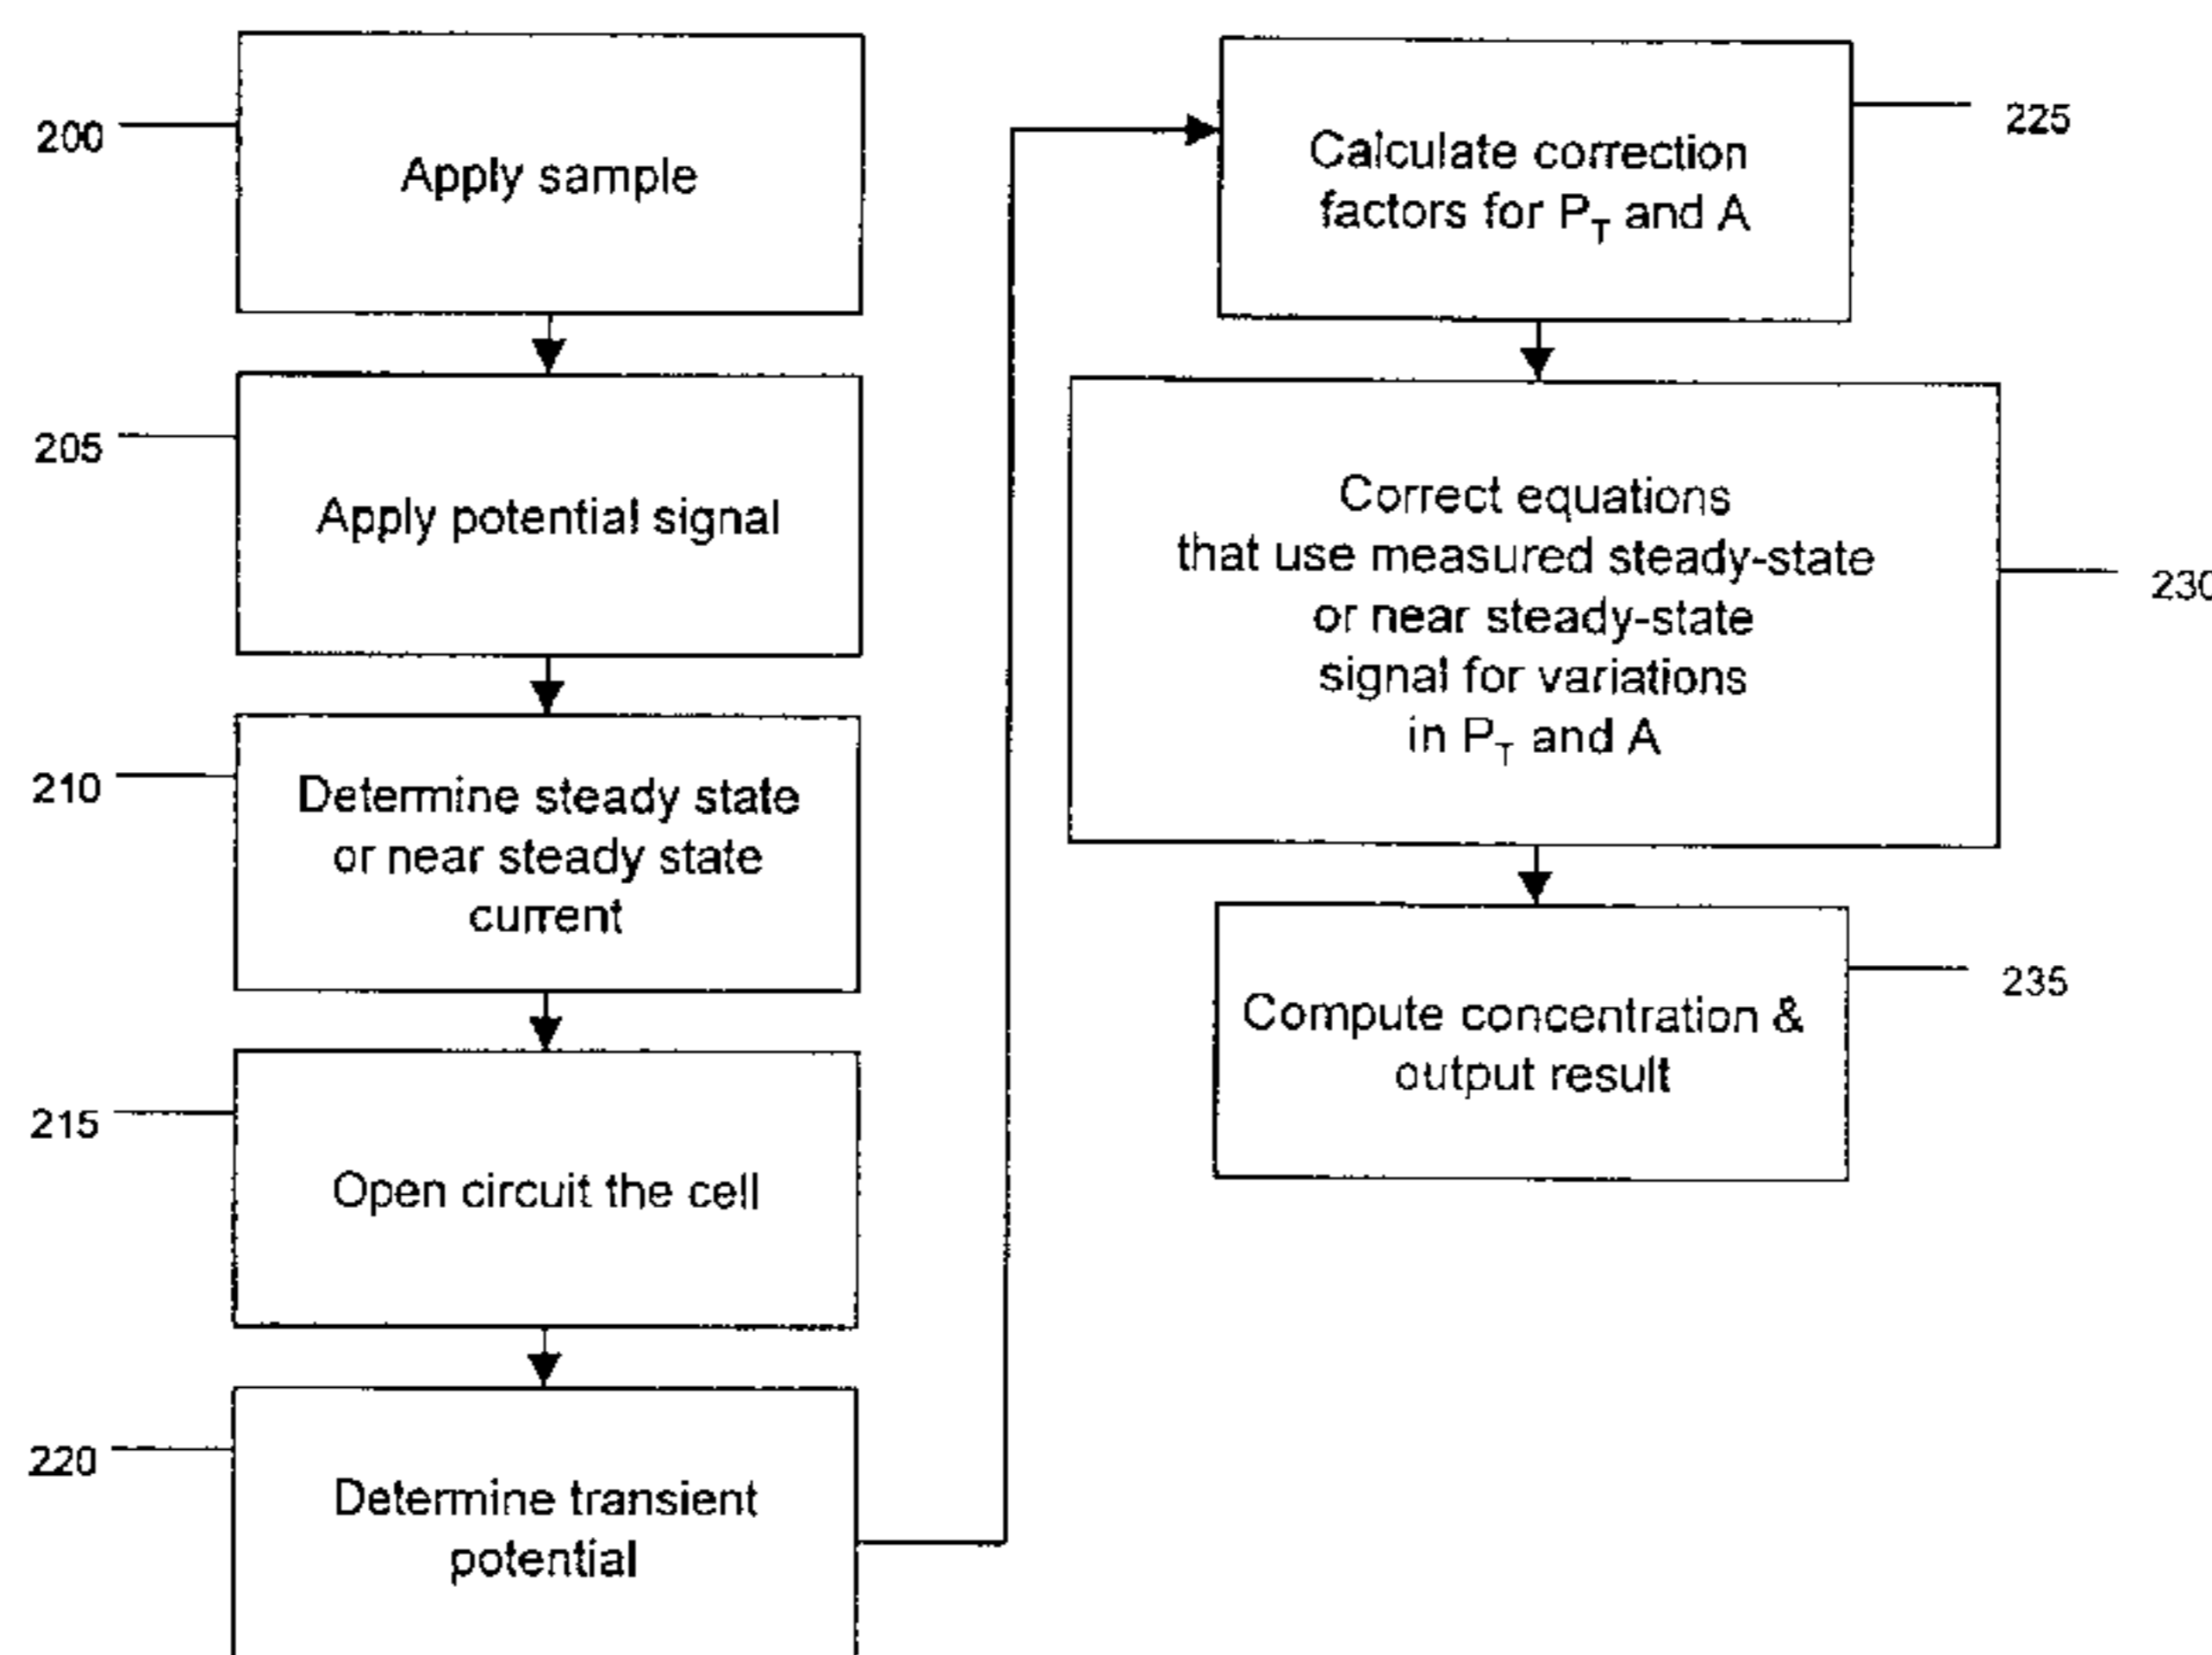 200
Apply sample
205
Apply potential signal
210
Determine steady state
or near steady state
current
215
Open circuit the cell
220
Determine transient
potential
225
Calculate correction
factors for P_T and A
230
Correct equations
that use measured steady-state
or near steady-state
signal for variations
in P_T and A
235
Compute concentration &
output result